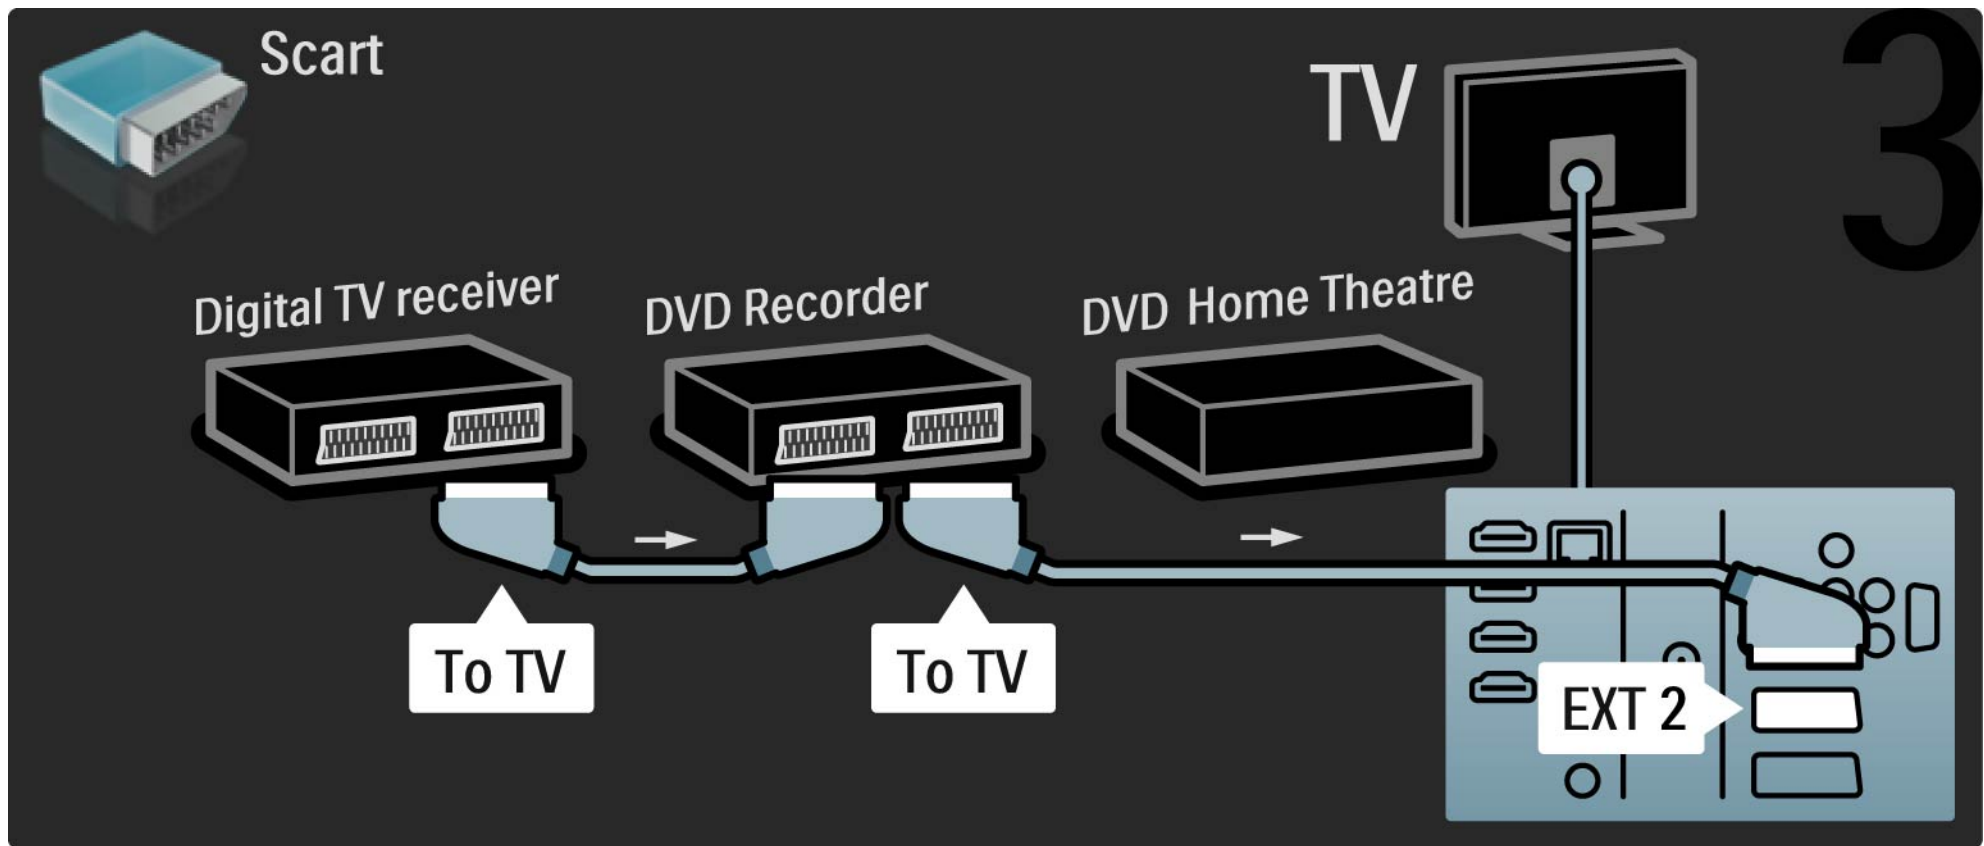 Scart
TV
3
Digital TV receiver
DVD Recorder
DVD Home Theatre
To TV
To TV
EXT 2